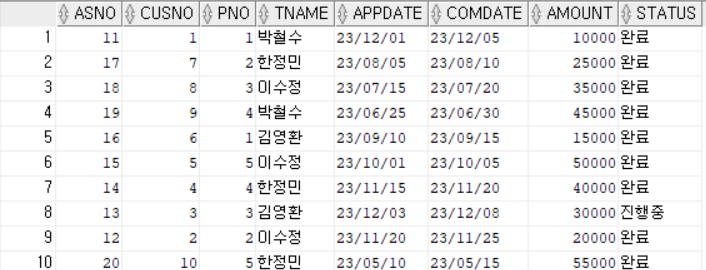 ASNO CUSNO PNO TNAME APPDATE COMDATE AMOUNT STATUS
1 11 1 1 박철수 23/12/01 23/12/05 10000 완료
2 17 7 2 한정민 23/08/05 23/08/10 25000 완료
3 18 8 3 이수정 23/07/15 23/07/20 35000 완료
4 19 9 4 박철수 23/06/25 23/06/30 45000 완료
5 16 6 1 김영환 23/09/10 23/09/15 15000 완료
6 15 5 5 이수정 23/10/01 23/10/05 50000 완료
7 14 4 4 한정민 23/11/15 23/11/20 40000 완료
8 13 3 3 김영환 23/12/03 23/12/08 30000 진행중
9 12 2 2 이수정 23/11/20 23/11/25 20000 완료
10 20 10 5 한정민 23/05/10 23/05/15 55000 완료